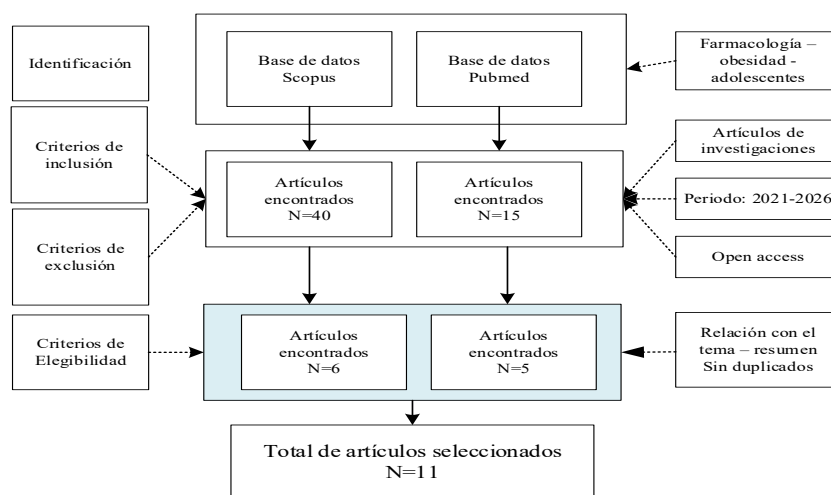 Identificación
Base de datos
Scopus
Base de datos
Pubmed
Farmacología –
obesidad -
adolescentes
Criterios de
inclusión
Artículos
encontrados
N=40
Artículos
encontrados
N=15
Artículos de
investigaciones
Periodo: 2021-2026
Criterios de
exclusión
Open access
Criterios de
Elegibilidad
Artículos
encontrados
N=6
Artículos
encontrados
N=5
Relación con el
tema – resumen
Sin duplicados
Total de artículos seleccionados
N=11